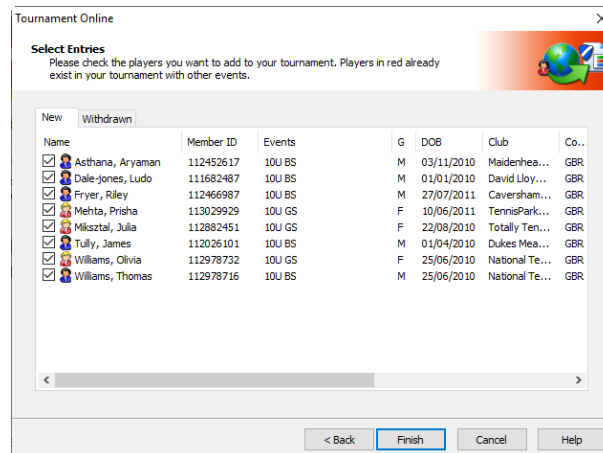 Tournament Online
Select Entries
Please check the players you want to add to your tournament. Players in red already
exist in your tournament with other events.
New Withdrawn
Name Member ID Events G DOB Club Co..
Asthana, Aryaman 112452617 10U BS M 03/11/2010 Maidenhea... GBR
Dale-jones, Ludo 111682487 10U BS M 01/01/2010 David Lloy... GBR
Fryer, Riley 112466987 10U BS M 27/07/2011 Caversham... GBR
Mehta, Prisha 113029929 10U GS F 10/06/2011 TennisPark... GBR
Miksztal, Julia 112882451 10U GS F 22/08/2010 Totally Ten... GBR
Tully, James 112026101 10U BS M 01/04/2010 Dukes Mea... GBR
Williams, Olivia 112978732 10U GS F 25/06/2010 National Te... GBR
Williams, Thomas 112978716 10U BS M 25/06/2010 National Te... GBR
< Back Finish Cancel Help